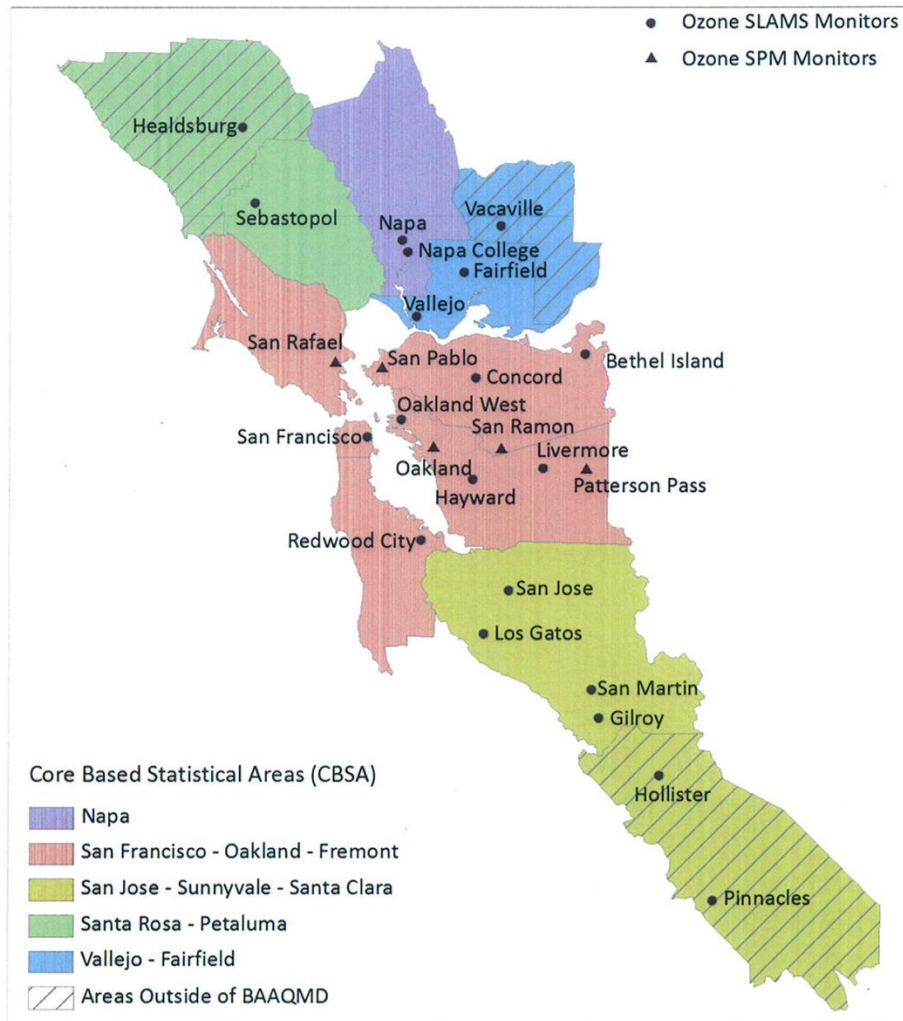 Ozone SLAMS Monitors
Ozone SPM Monitors
Healdsburg
Sebastopol
Napa
Napa College
Vacaville
Fairfield
Vallejo
San Rafael
San Pablo
Bethel Island
Concord
Oakland West
San Francisco
San Ramon
Livermore
Oakland
Hayward
Patterson Pass
Redwood City
San Jose
Los Gatos
San Martin
Gilroy
Hollister
Pinnacles
Core Based Statistical Areas (CBSA)
Napa
San Francisco - Oakland - Fremont
San Jose - Sunnyvale - Santa Clara
Santa Rosa - Petaluma
Vallejo - Fairfield
Areas Outside of BAAQMD